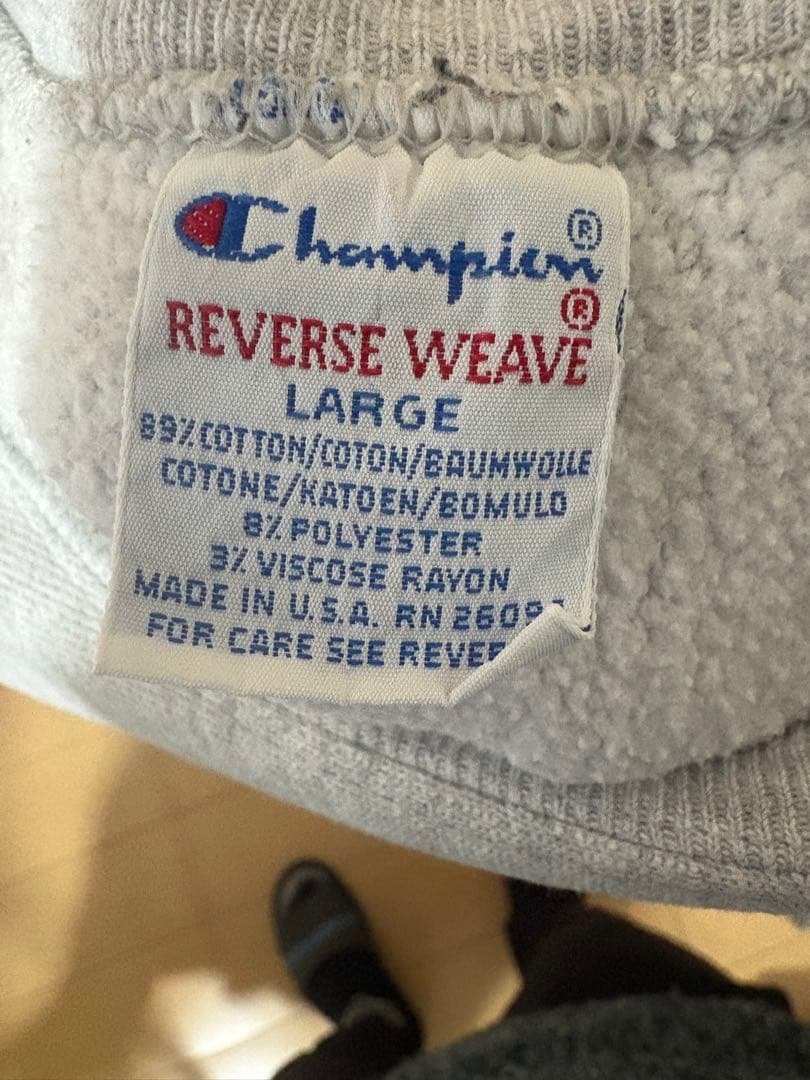 Champion®
REVERSE WEAVE®
LARGE
89% COTTON/COTON/BAUMWOLLE
COTONE/KATOEN/BOMULD
8% POLYESTER
3% VISCOSE RAYON
MADE IN U.S.A. RN
FOR CARE SEE